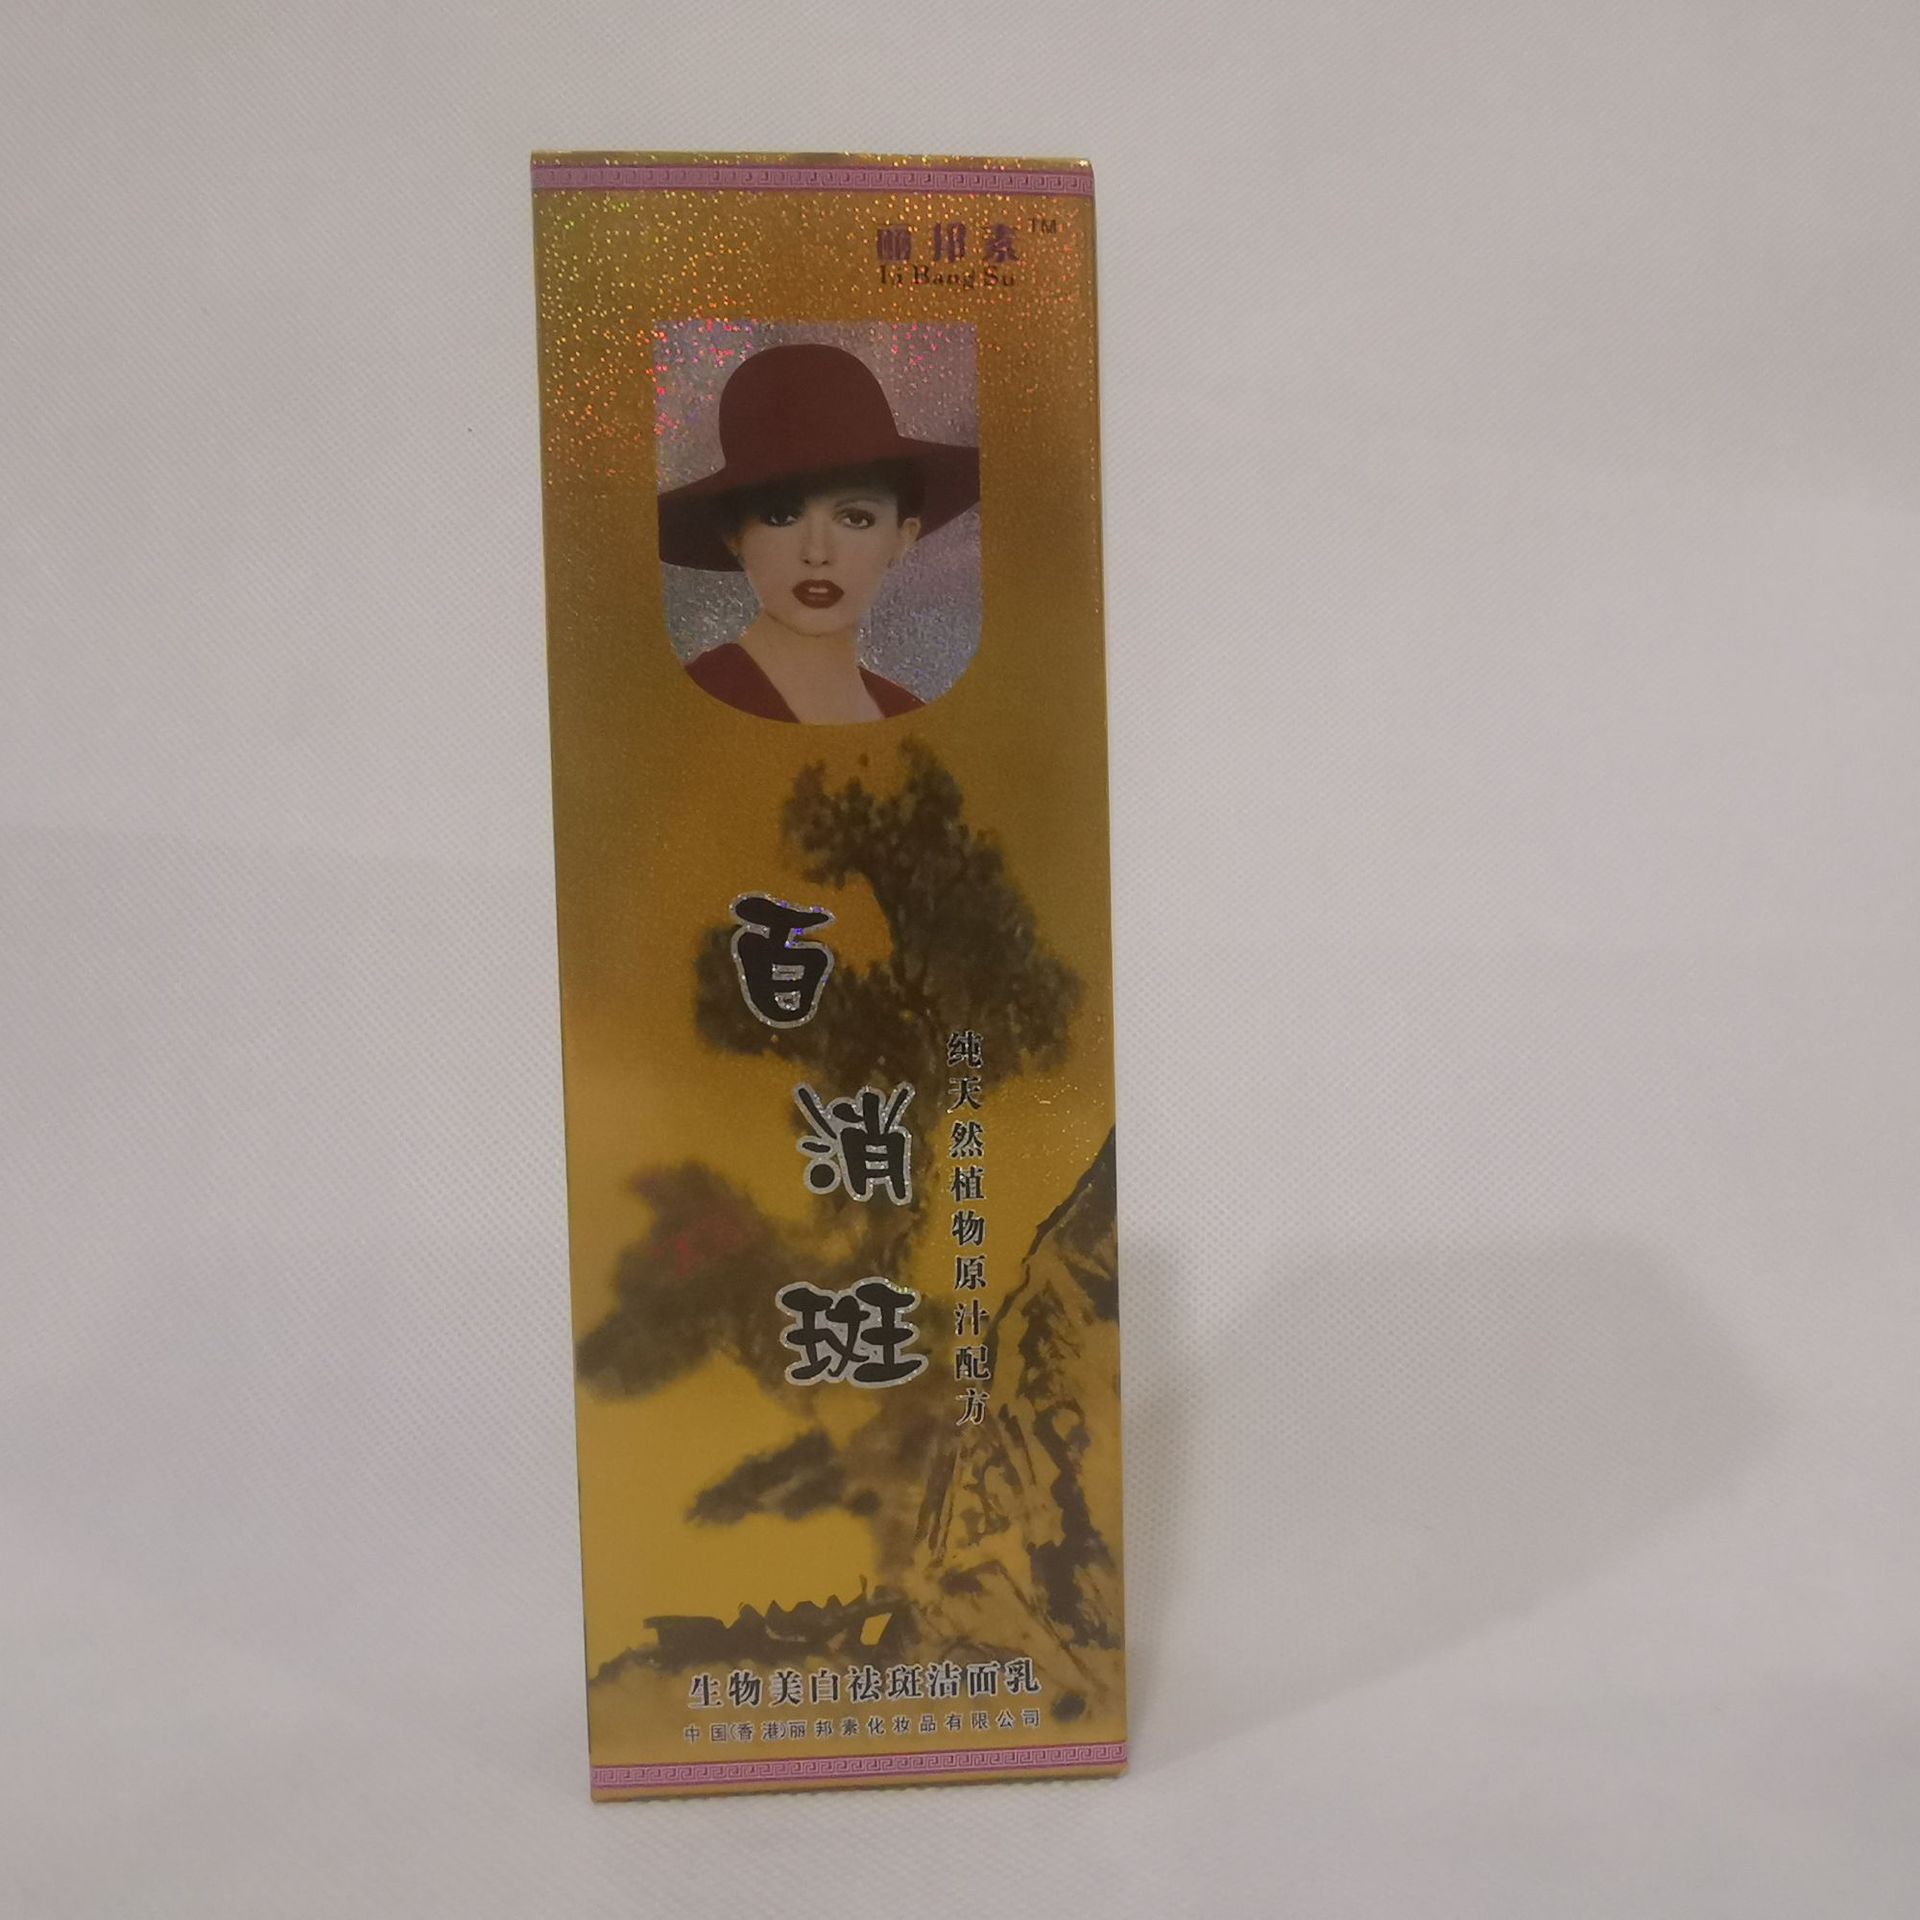 丽邦素™
Li Bang Su
百消斑
纯天然植物原汁配方
生物美白祛斑洁面乳
中国(香港)丽邦素化妆品有限公司